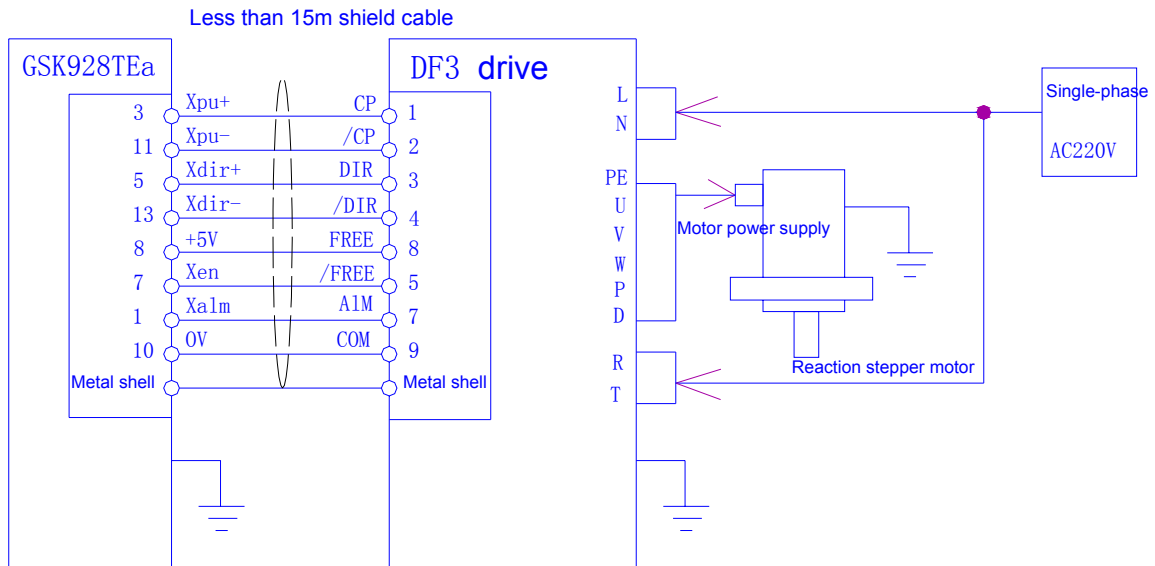 Less than 15m shield cable
GSK928TEa
DF3 drive
3 Xpu+ CP 1
11 Xpu- /CP 2
5 Xdir+ DIR 3
13 Xdir- /DIR 4
8 +5V FREE 8
7 Xen /FREE 5
1 Xalm AlM 7
10 0V COM 9
Metal shell Metal shell
L
N
PE
U
V
W
P
D
R
T
Motor power supply
Reaction stepper motor
Single-phase
AC220V